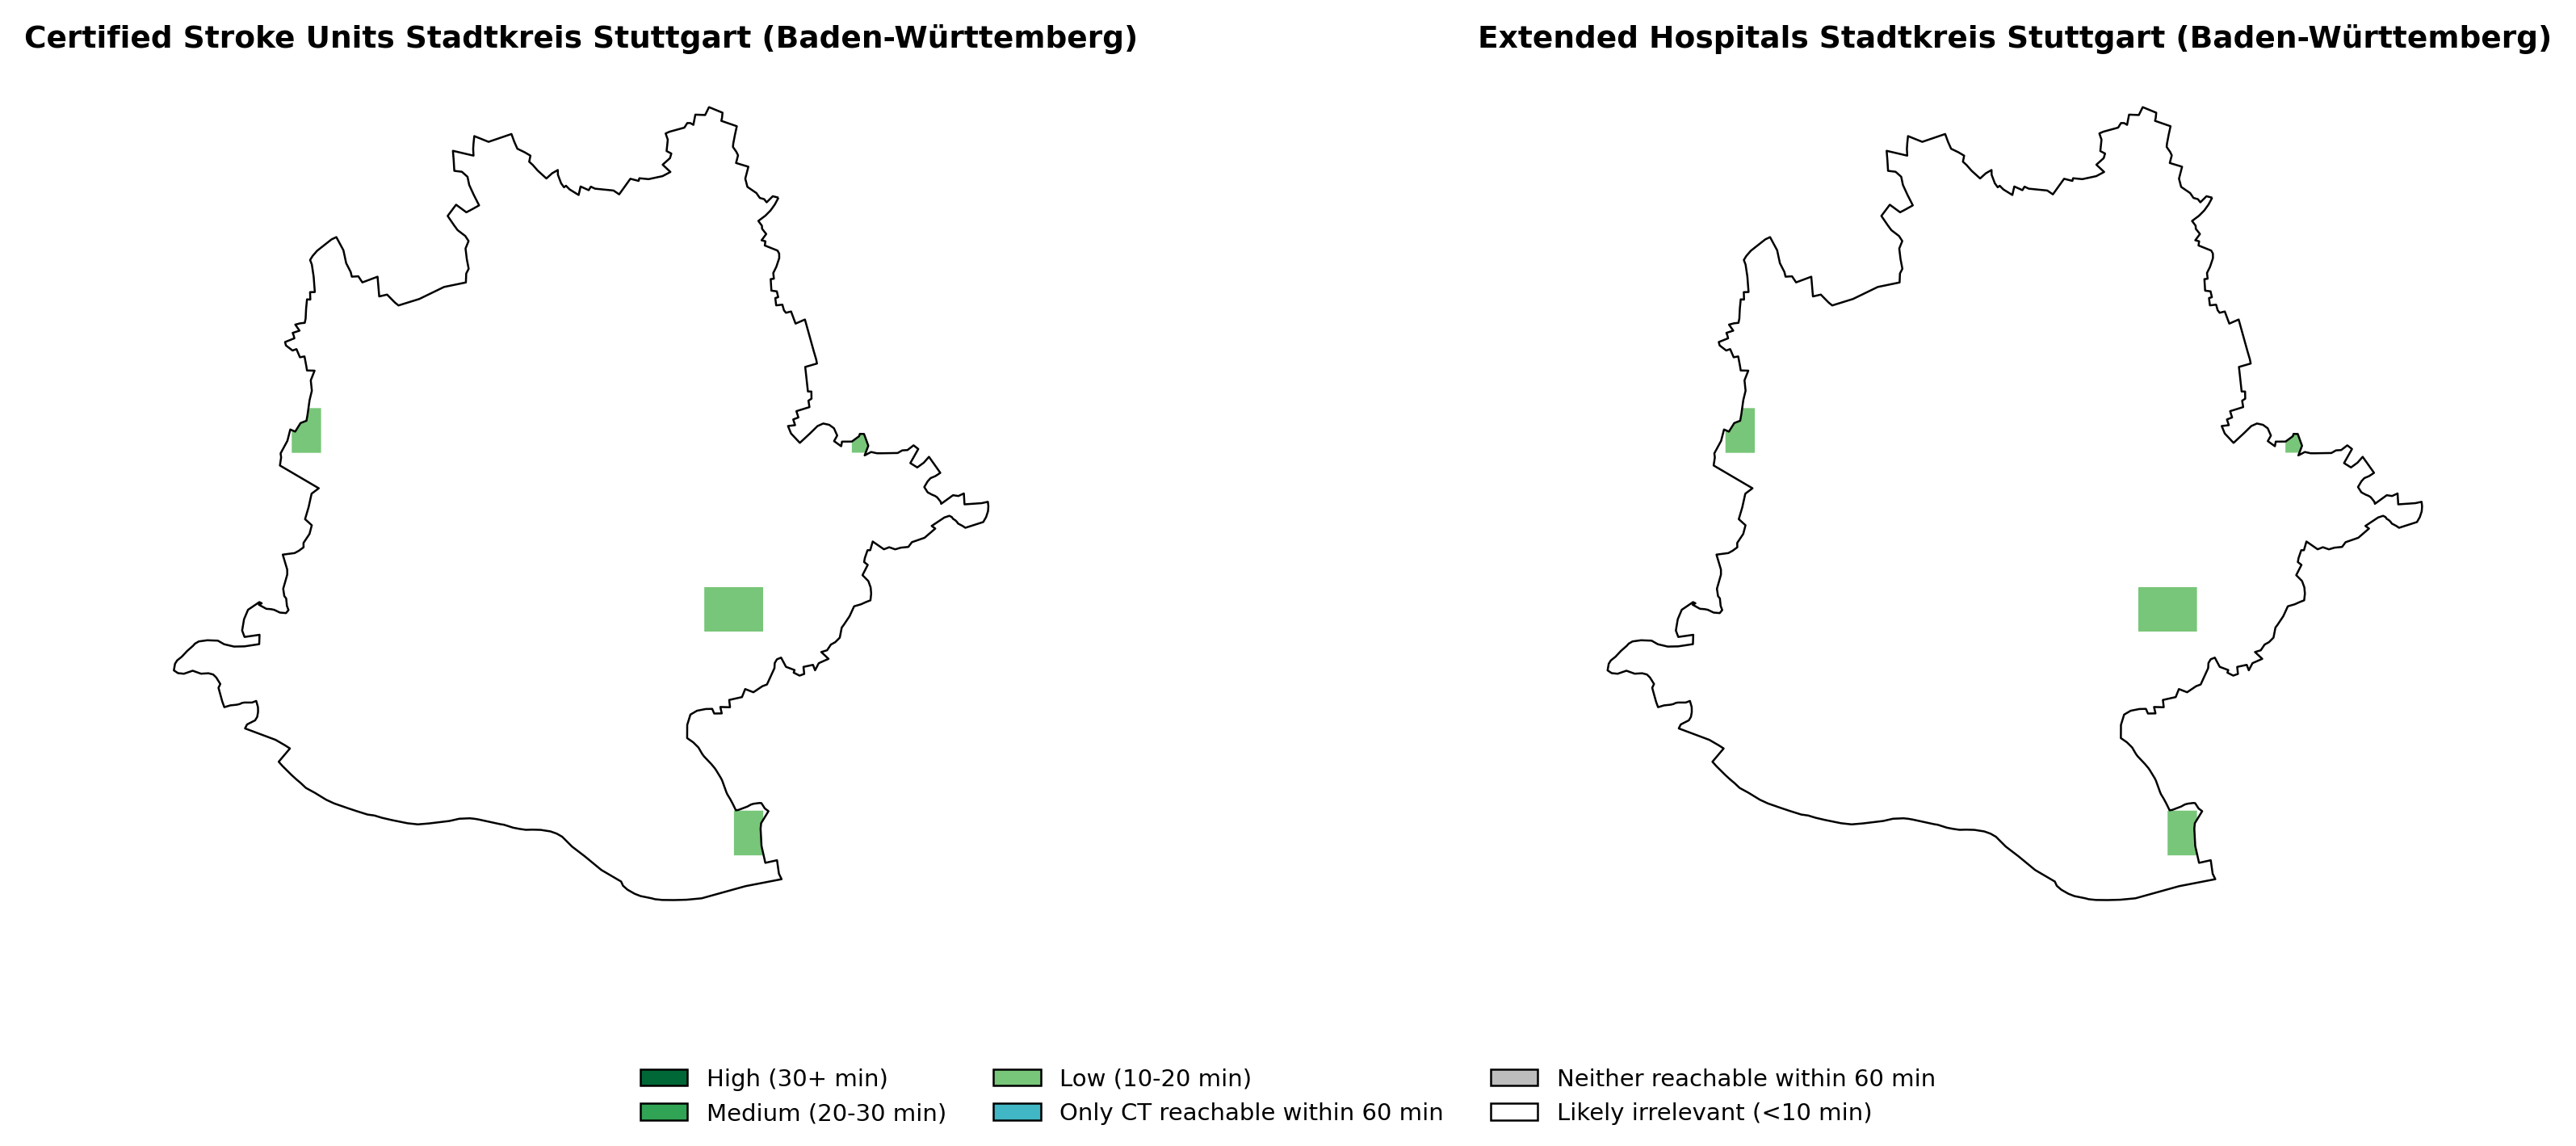 Certified Stroke Units Stadtkreis Stuttgart (Baden-Württemberg)
Extended Hospitals Stadtkreis Stuttgart (Baden-Württemberg)
High (30+ min)
Medium (20-30 min)
Low (10-20 min)
Only CT reachable within 60 min
Neither reachable within 60 min
Likely irrelevant (<10 min)